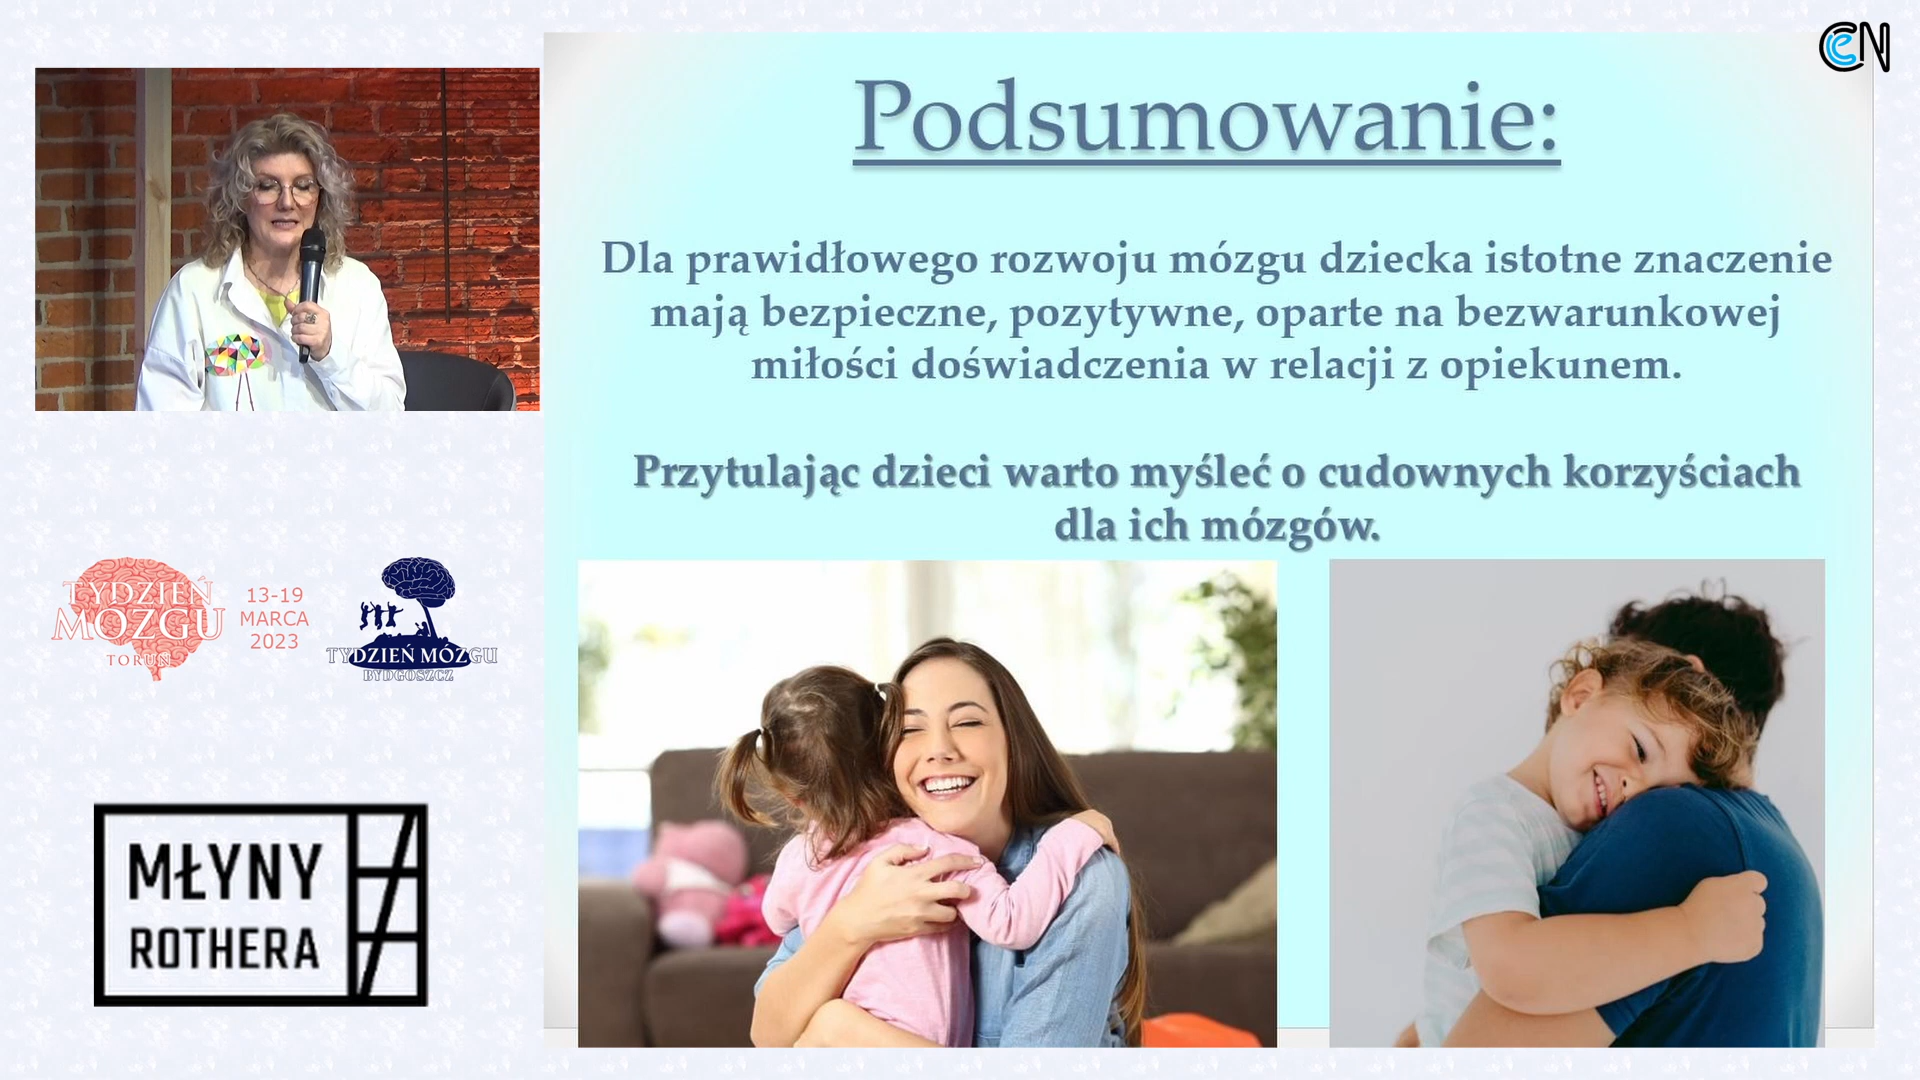 Podsumowanie:
Dla prawidłowego rozwoju mózgu dziecka istotne znaczenie
mają bezpieczne, pozytywne, oparte na bezwarunkowej
miłości doświadczenia w relacji z opiekunem.
Przytulając dzieci warto myśleć o cudownych korzyściach
dla ich mózgów.
TYDZIEŃ
MÓZGU
TORUŃ
13-19
MARCA
2023
TYDZIEŃ MÓZGU
BYDGOSZCZ
MŁYNY
ROTHERA
CeN